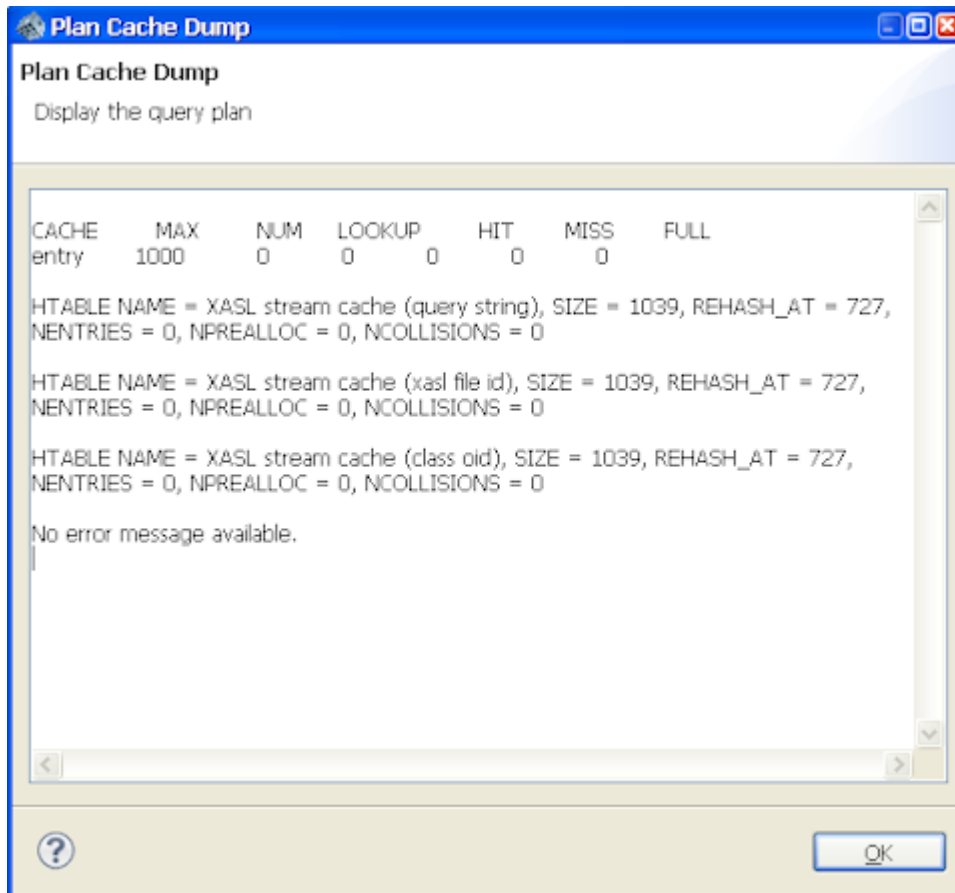 Plan Cache Dump
Plan Cache Dump
Display the query plan
CACHE MAX NUM LOOKUP HIT MISS FULL
entry 1000 0 0 0 0 0
HTABLE NAME = XASL stream cache (query string), SIZE = 1039, REHASH_AT = 727,
NENTRIES = 0, NPREALLOC = 0, NCOLLISIONS = 0
HTABLE NAME = XASL stream cache (xasl file id), SIZE = 1039, REHASH_AT = 727,
NENTRIES = 0, NPREALLOC = 0, NCOLLISIONS = 0
HTABLE NAME = XASL stream cache (class oid), SIZE = 1039, REHASH_AT = 727,
NENTRIES = 0, NPREALLOC = 0, NCOLLISIONS = 0
No error message available.
?
OK